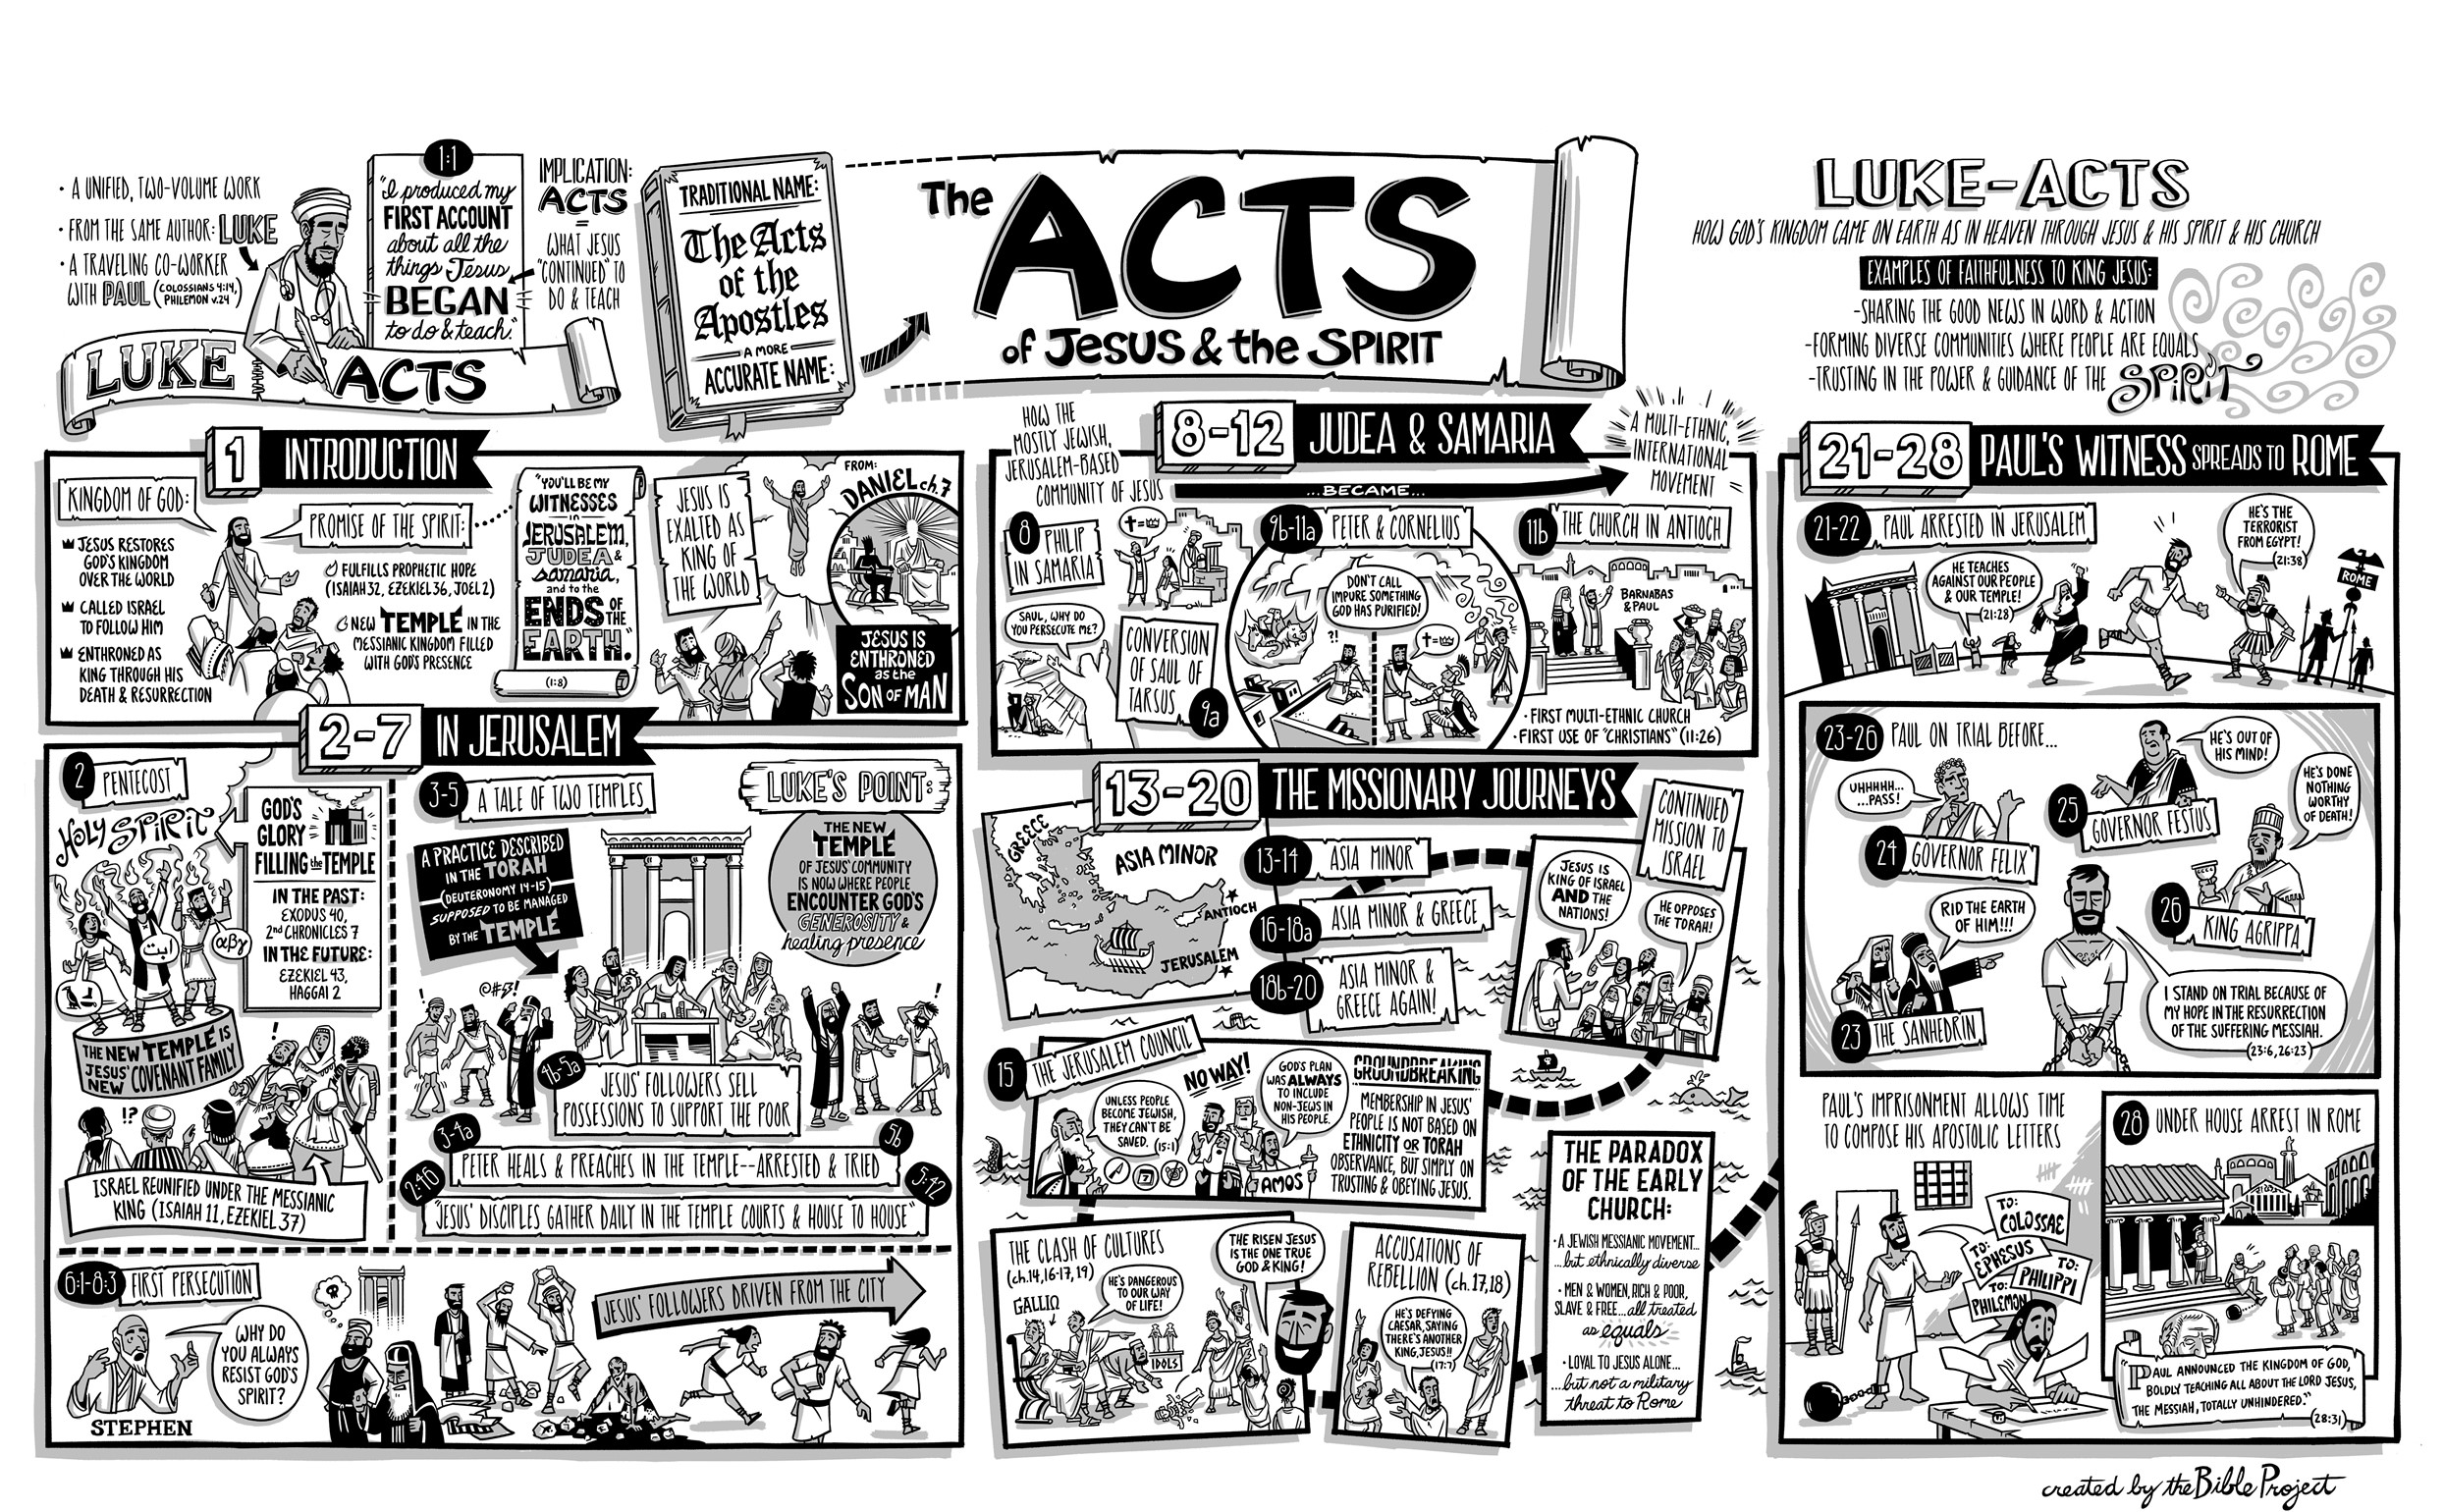 • A UNIFIED, TWO-VOLUME WORK
• FROM THE SAME AUTHOR: LUKE
• A TRAVELING CO-WORKER
WITH PAUL (COLOSSIANS 4:14,
PHILEMON v.24)
LUKE
ACTS
1:1
"I produced my
FIRST ACCOUNT
about all the
things Jesus
BEGAN
to do & teach."
IMPLICATION:
ACTS
=
WHAT JESUS
"CONTINUED" TO
DO & TEACH
TRADITIONAL NAME:
The Acts
of the
Apostles
A MORE
ACCURATE NAME:
The ACTS
of JESUS & the SPIRIT
LUKE-ACTS
HOW GOD'S KINGDOM CAME ON EARTH AS IN HEAVEN THROUGH JESUS & HIS SPIRIT & HIS CHURCH
EXAMPLES OF FAITHFULNESS TO KING JESUS:
-SHARING THE GOOD NEWS IN WORD & ACTION
-FORMING DIVERSE COMMUNITIES WHERE PEOPLE ARE EQUALS
-TRUSTING IN THE POWER & GUIDANCE OF THE SPIRIT
1 INTRODUCTION
KINGDOM OF GOD:
JESUS RESTORES
GOD'S KINGDOM
OVER THE WORLD
CALLED ISRAEL
TO FOLLOW HIM
ENTHRONED AS
KING THROUGH HIS
DEATH & RESURRECTION
PROMISE OF THE SPIRIT:
FULFILLS PROPHETIC HOPE
(ISAIAH 32, EZEKIEL 36, JOEL 2)
NEW TEMPLE IN THE
MESSIANIC KINGDOM FILLED
WITH GOD'S PRESENCE
"YOU'LL BE MY
WITNESSES
in
JERUSALEM,
JUDEA &
samaria,
and to the
ENDS OF THE
EARTH."
(1:8)
JESUS IS
EXALTED AS
KING OF
THE WORLD
FROM:
DANIEL ch.7
JESUS IS
ENTHRONED
as the
SON OF MAN
2-7 IN JERUSALEM
2 PENTECOST
HOLY SPIRIT
GOD'S
GLORY
FILLING the TEMPLE
IN THE PAST:
EXODUS 40,
2nd CHRONICLES 7
IN THE FUTURE:
EZEKIEL 43,
HAGGAI 2
αβγ
THE NEW TEMPLE IS
JESUS' NEW COVENANT FAMILY
!
!?
ISRAEL REUNIFIED UNDER THE MESSIANIC
KING (ISAIAH 11, EZEKIEL 37)
3-5 A TALE OF TWO TEMPLES
A PRACTICE DESCRIBED
IN THE TORAH
(DEUTERONOMY 14-15)
SUPPOSED TO BE MANAGED
BY THE TEMPLE
LUKE'S POINT:
THE NEW
TEMPLE
OF JESUS' COMMUNITY
IS NOW WHERE PEOPLE
ENCOUNTER GOD'S
GENEROSITY &
healing presence
!
@#$!
!
4b-5a
JESUS' FOLLOWERS SELL
POSSESSIONS TO SUPPORT THE POOR
3-4a
5b
PETER HEALS & PREACHES IN THE TEMPLE--ARRESTED & TRIED
2:46
5:42
"JESUS' DISCIPLES GATHER DAILY IN THE TEMPLE COURTS & HOUSE TO HOUSE"
6:1-8:3 FIRST PERSECUTION
WHY DO
YOU ALWAYS
RESIST GOD'S
SPIRIT?
STEPHEN
JESUS' FOLLOWERS DRIVEN FROM THE CITY
HOW THE
MOSTLY JEWISH,
JERUSALEM-BASED
COMMUNITY OF JESUS
8-12 JUDEA & SAMARIA
...BECAME...
A MULTI-ETHNIC,
INTERNATIONAL
MOVEMENT
8 PHILIP
IN SAMARIA
SAUL, WHY DO
YOU PERSECUTE ME?
CONVERSION
OF SAUL OF
TARSUS
9a
9b-11a PETER & CORNELIUS
DON'T CALL
IMPURE SOMETHING
GOD HAS PURIFIED!
?!
11b THE CHURCH IN ANTIOCH
BARNABAS
& PAUL
• FIRST MULTI-ETHNIC CHURCH
• FIRST USE OF "CHRISTIANS" (11:26)
13-20 THE MISSIONARY JOURNEYS
GREECE
ASIA MINOR
ANTIOCH
JERUSALEM
13-14 ASIA MINOR
16-18a ASIA MINOR & GREECE
18b-20 ASIA MINOR &
GREECE AGAIN!
CONTINUED
MISSION TO
ISRAEL
JESUS IS
KING OF ISRAEL
AND THE
NATIONS!
HE OPPOSES
THE TORAH!
15 THE JERUSALEM COUNCIL
UNLESS PEOPLE
BECOME JEWISH,
THEY CAN'T BE
SAVED. (15:1)
7
NO WAY!
GOD'S PLAN
WAS ALWAYS
TO INCLUDE
NON-JEWS IN
HIS PEOPLE.
AMOS
GROUNDBREAKING
MEMBERSHIP IN JESUS'
PEOPLE IS NOT BASED ON
ETHNICITY OR TORAH
OBSERVANCE, BUT SIMPLY ON
TRUSTING & OBEYING JESUS.
THE CLASH OF CULTURES
(ch.14, 16-17, 19)
GALLIO
HE'S DANGEROUS
TO OUR WAY
OF LIFE!
IDOLS
THE RISEN JESUS
IS THE ONE TRUE
GOD & KING!
ACCUSATIONS OF
REBELLION (ch.17,18)
HE'S DEFYING
CAESAR, SAYING
THERE'S ANOTHER
KING, JESUS!!
(17:7)
THE PARADOX
OF THE EARLY
CHURCH:
• A JEWISH MESSIANIC MOVEMENT...
...but ethnically diverse
• MEN & WOMEN, RICH & POOR,
SLAVE & FREE...all treated
as equals
• LOYAL TO JESUS ALONE...
...but not a military
threat to Rome
21-28 PAUL'S WITNESS SPREADS TO ROME
21-22 PAUL ARRESTED IN JERUSALEM
HE TEACHES
AGAINST OUR PEOPLE
& OUR TEMPLE!
(21:28)
HE'S THE
TERRORIST
FROM EGYPT!
(21:38)
ROME
23-26 PAUL ON TRIAL BEFORE...
UHHHHH...
...PASS!
24 GOVERNOR FELIX
HE'S OUT OF
HIS MIND!
25 GOVERNOR FESTUS
HE'S DONE
NOTHING
WORTHY
OF DEATH!
26 KING AGRIPPA
RID THE EARTH
OF HIM!!!
23 THE SANHEDRIN
I STAND ON TRIAL BECAUSE OF
MY HOPE IN THE RESURRECTION
OF THE SUFFERING MESSIAH.
(23:6, 26:23)
PAUL'S IMPRISONMENT ALLOWS TIME
TO COMPOSE HIS APOSTOLIC LETTERS
TO:
COLOSSAE
TO:
EPHESUS
TO:
PHILIPPI
TO:
PHILEMON
28 UNDER HOUSE ARREST IN ROME
"PAUL ANNOUNCED THE KINGDOM OF GOD,
BOLDLY TEACHING ALL ABOUT THE LORD JESUS,
THE MESSIAH, TOTALLY UNHINDERED."
(28:31)
created by the Bible Project